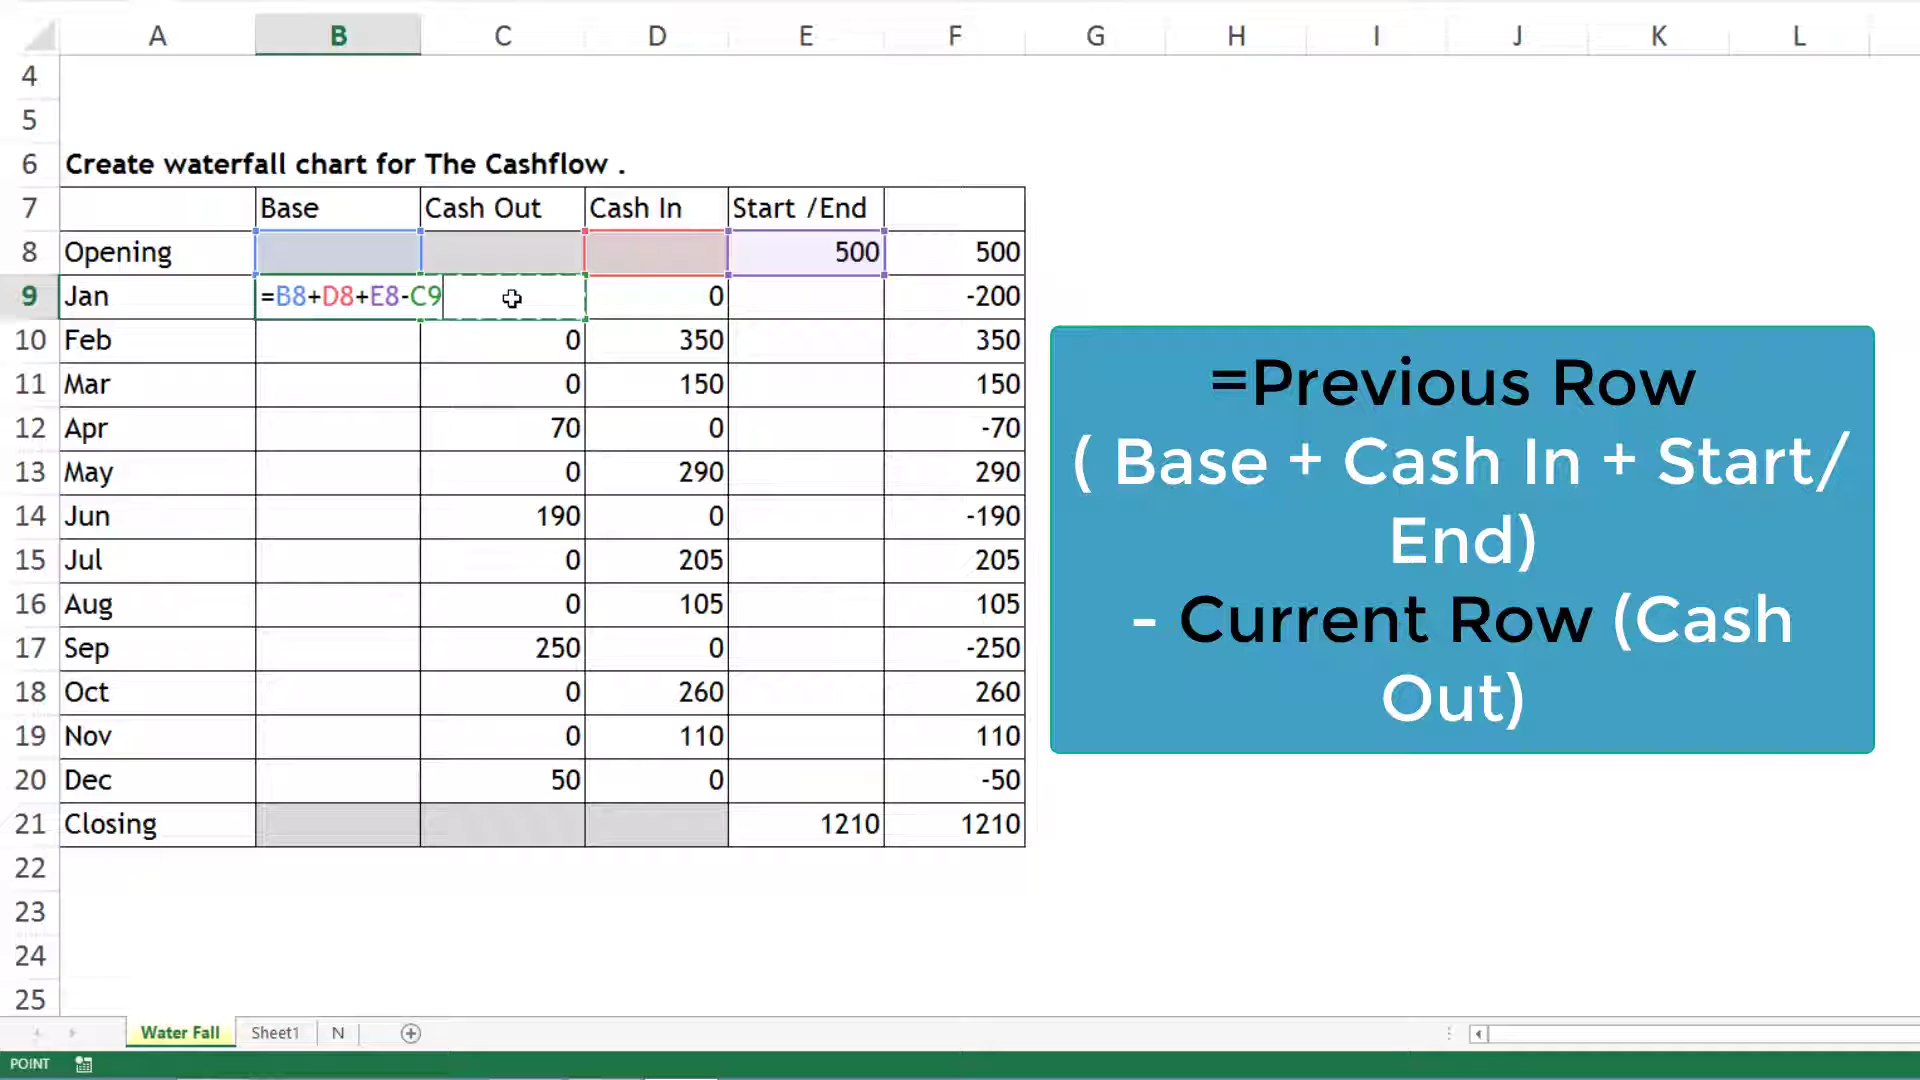 A B C D E F G H I J K L
4
5
6 Create waterfall chart for The Cashflow .
7 Base Cash Out Cash In Start /End
8 Opening 500 500
9 Jan =B8+D8+E8-C9 0 -200
10 Feb 0 350 350
11 Mar 0 150 150
12 Apr 70 0 -70
13 May 0 290 290
14 Jun 190 0 -190
15 Jul 0 205 205
16 Aug 0 105 105
17 Sep 250 0 -250
18 Oct 0 260 260
19 Nov 0 110 110
20 Dec 50 0 -50
21 Closing 1210 1210
22
23
24
25
=Previous Row
( Base + Cash In + Start/
End)
- Current Row (Cash
Out)
Water Fall Sheet1 N
POINT